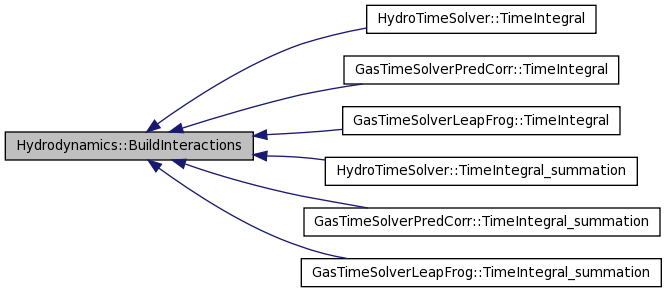 HydroTimeSolver::TimeIntegral
GasTimeSolverPredCorr::TimeIntegral
GasTimeSolverLeapFrog::TimeIntegral
Hydrodynamics::BuildInteractions
HydroTimeSolver::TimeIntegral_summation
GasTimeSolverPredCorr::TimeIntegral_summation
GasTimeSolverLeapFrog::TimeIntegral_summation